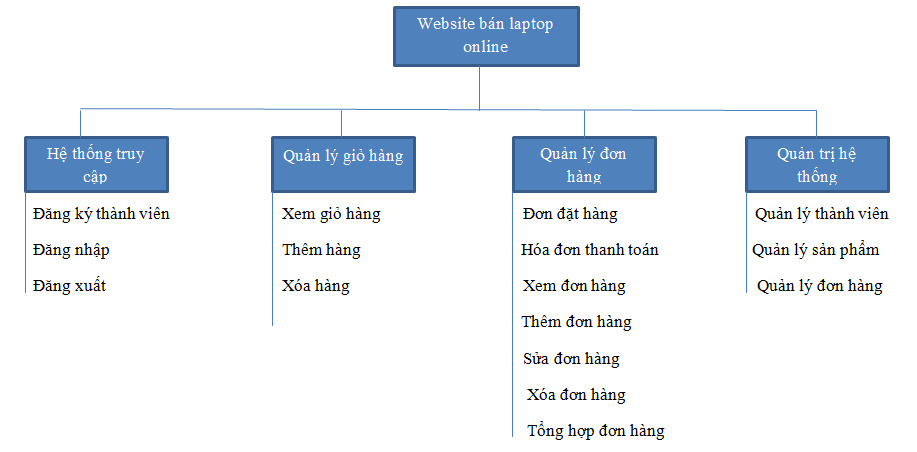 Website bán laptop
online
Hệ thống truy
cập
Đăng ký thành viên
Đăng nhập
Đăng xuất
Quản lý giỏ hàng
Xem giỏ hàng
Thêm hàng
Xóa hàng
Quản lý đơn
hàng
Đơn đặt hàng
Hóa đơn thanh toán
Xem đơn hàng
Thêm đơn hàng
Sửa đơn hàng
Xóa đơn hàng
Tổng hợp đơn hàng
Quản trị hệ
thống
Quản lý thành viên
Quản lý sản phẩm
Quản lý đơn hàng